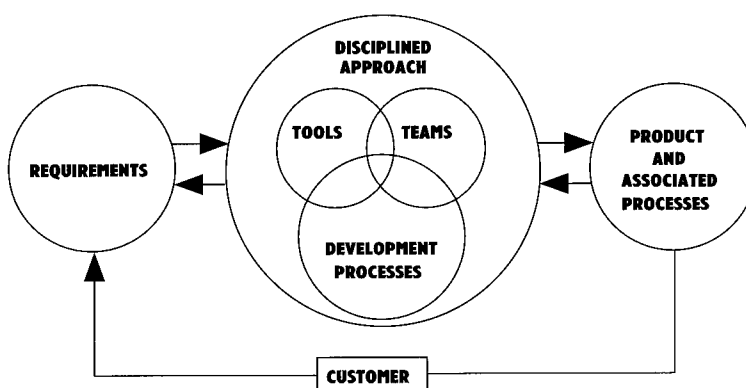 DISCIPLINED
APPROACH
TOOLS
TEAMS
REQUIREMENTS
PRODUCT
AND
ASSOCIATED
PROCESSES
DEVELOPMENT
PROCESSES
CUSTOMER